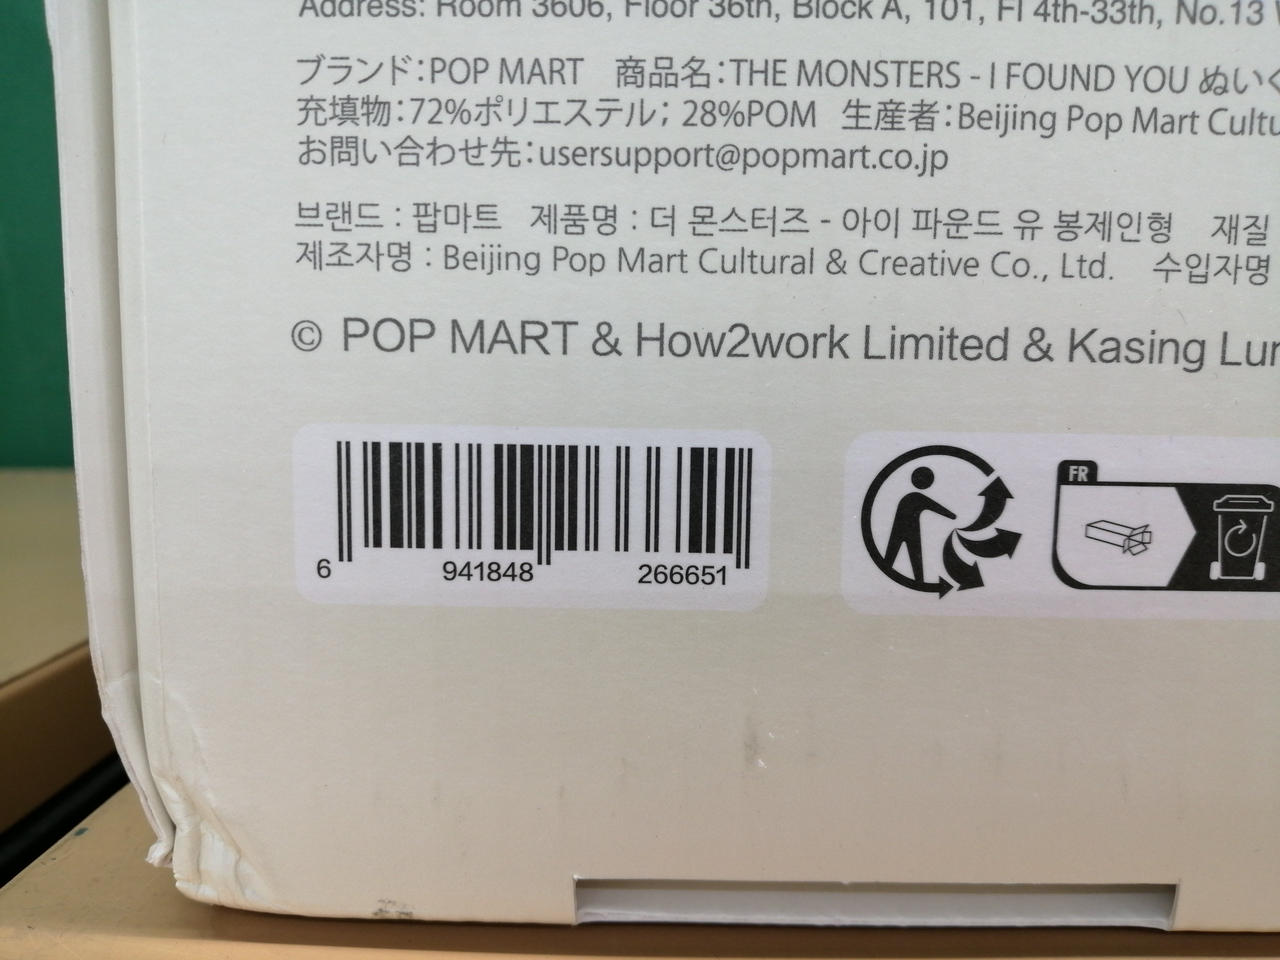 Address: Room 3606, Floor 36th, Block A, 101, Fl 4th-33th, No.13
ブランド：POP MART 商品名：THE MONSTERS - I FOUND YOU ぬいぐ
充填物：72%ポリエステル；28%POM 生産者：Beijing Pop Mart Cultu
お問い合わせ先：usersupport@popmart.co.jp
브랜드 : 팝마트 제품명 : 더 몬스터즈 - 아이 파운드 유 봉제인형 재질
제조자명 : Beijing Pop Mart Cultural & Creative Co., Ltd. 수입자명
© POP MART & How2work Limited & Kasing Lun
6 941848 266651
FR